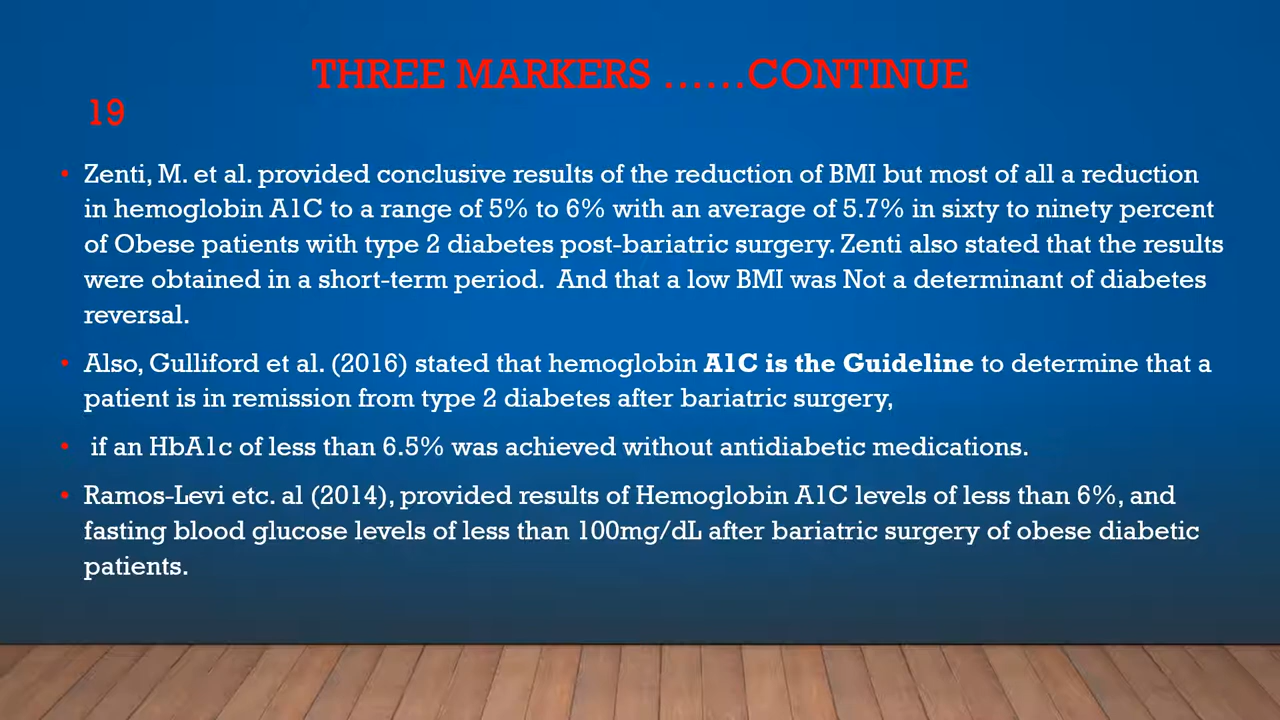 THREE MARKERS ……CONTINUE
19
• Zenti, M. et al. provided conclusive results of the reduction of BMI but most of all a reduction
in hemoglobin A1C to a range of 5% to 6% with an average of 5.7% in sixty to ninety percent
of Obese patients with type 2 diabetes post-bariatric surgery. Zenti also stated that the results
were obtained in a short-term period.  And that a low BMI was Not a determinant of diabetes
reversal.
• Also, Gulliford et al. (2016) stated that hemoglobin A1C is the Guideline to determine that a
patient is in remission from type 2 diabetes after bariatric surgery,
• if an HbA1c of less than 6.5% was achieved without antidiabetic medications.
• Ramos-Levi etc. al (2014), provided results of Hemoglobin A1C levels of less than 6%, and
fasting blood glucose levels of less than 100mg/dL after bariatric surgery of obese diabetic
patients.